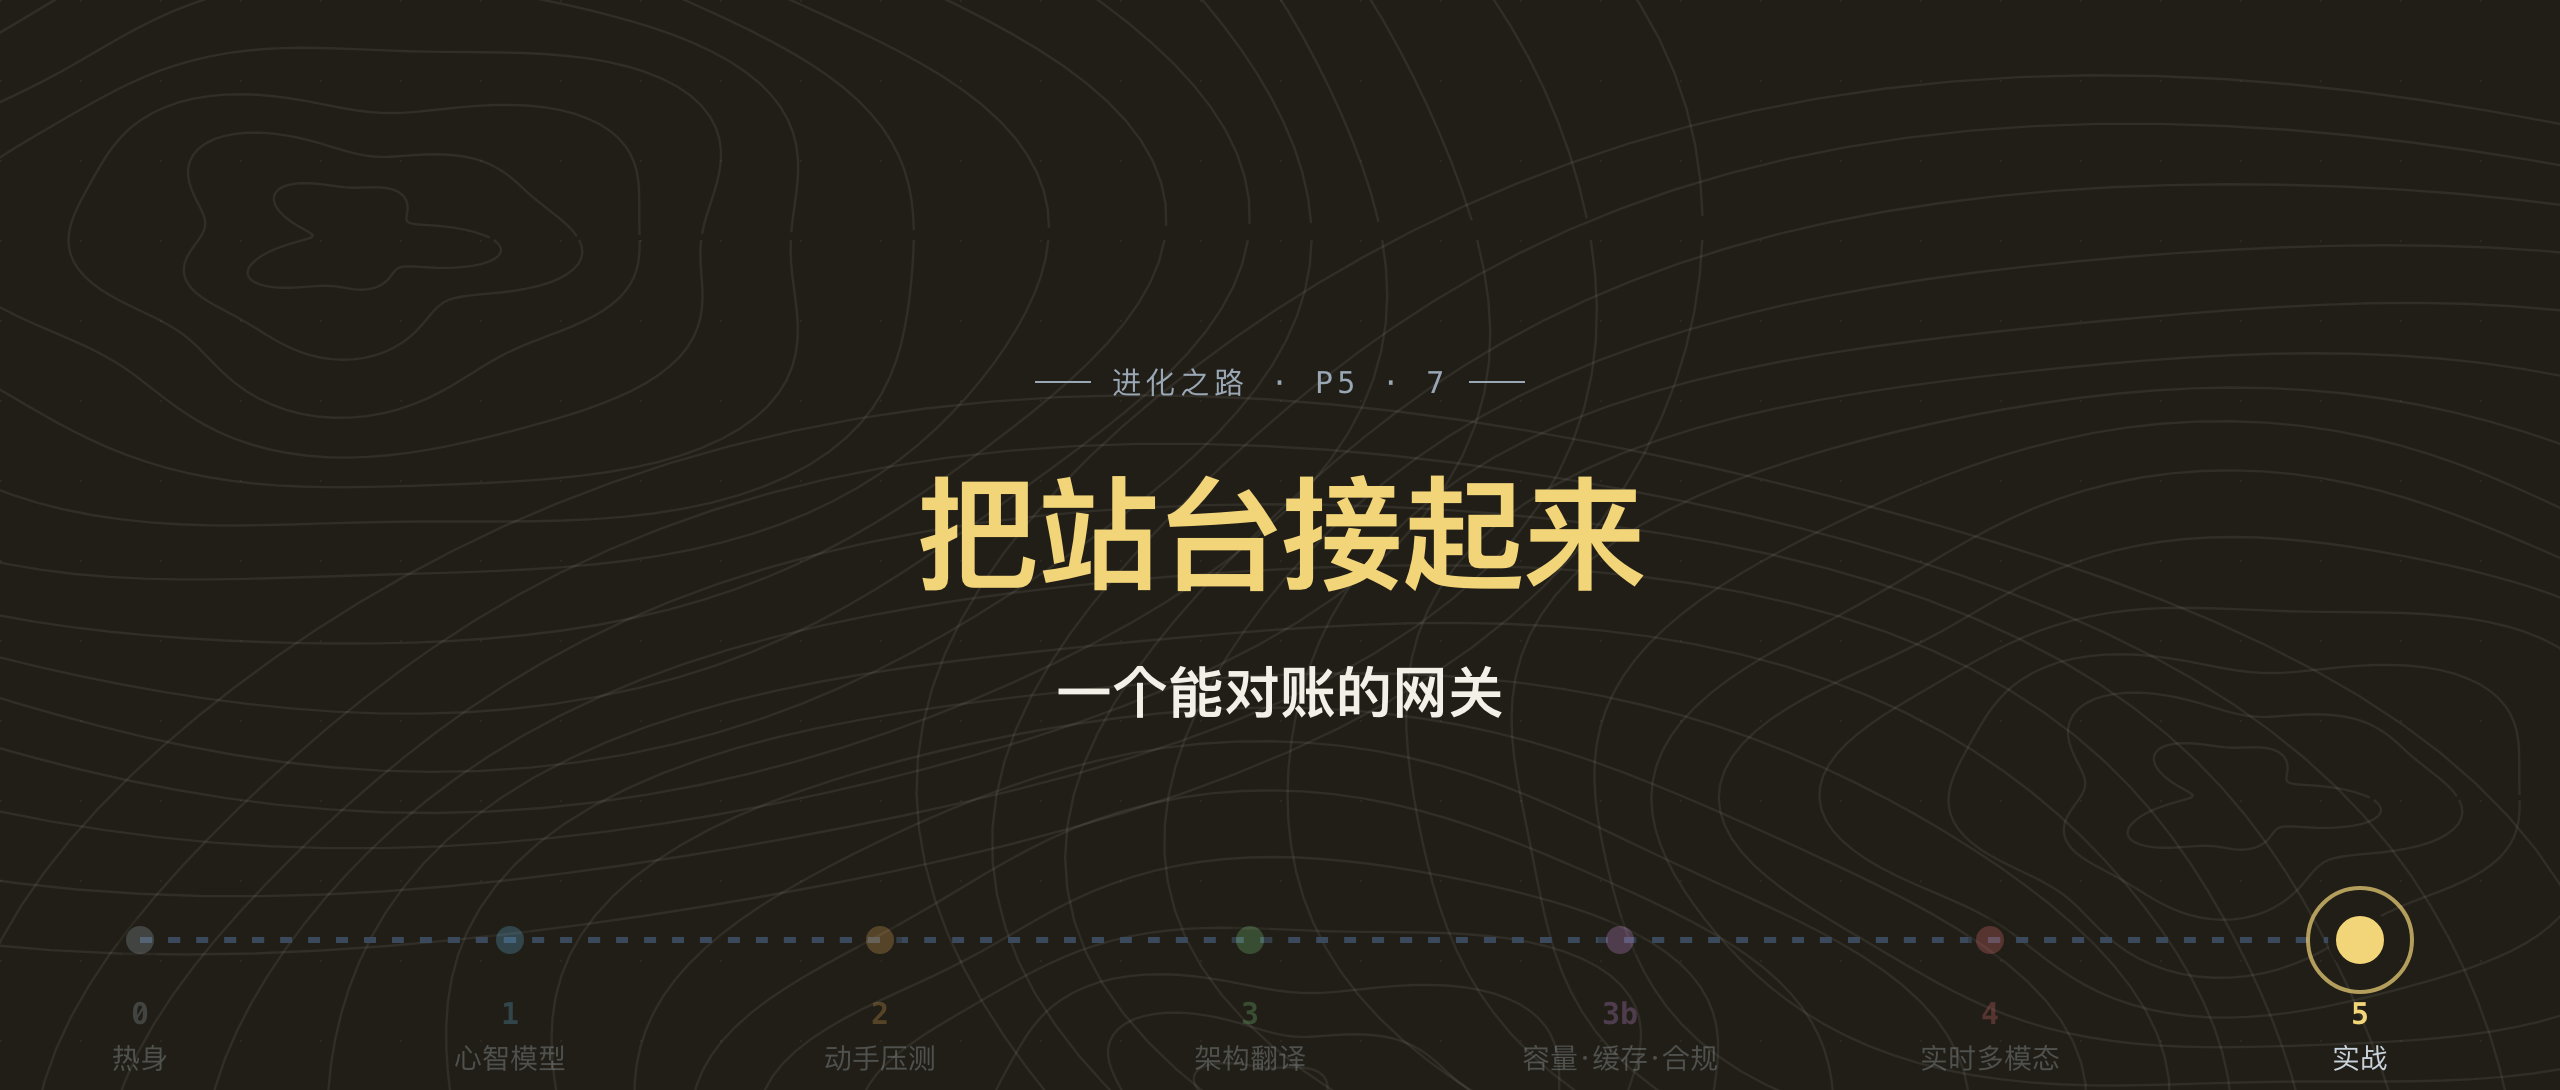 进化之路 · P5 · 7
把站台接起来
一个能对账的网关
0 1 2 3 3b 4 5
热身 心智模型 动手压测 架构翻译 容量·缓存·合规 实时多模态 实战